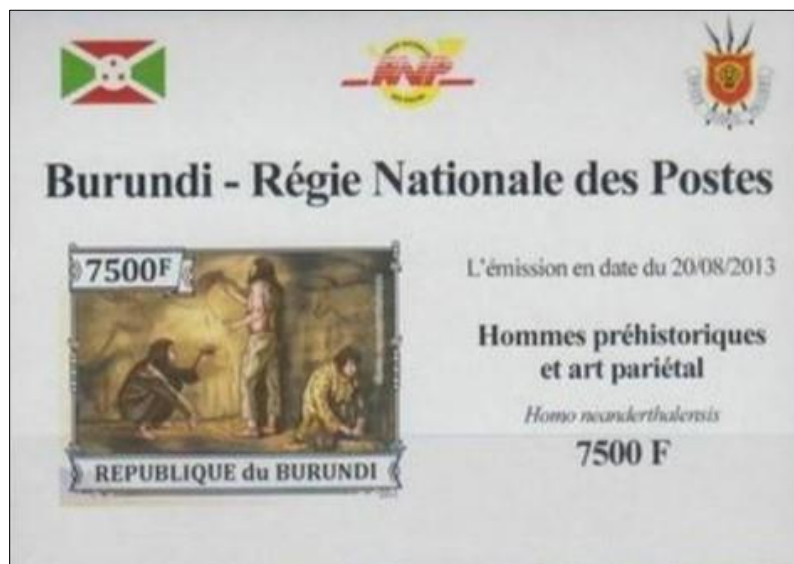 RNP
Burundi - Régie Nationale des Postes
7500F
REPUBLIQUE du BURUNDI
L'émission en date du 20/08/2013
Hommes préhistoriques
et art pariétal
Homo neanderthalensis
7500 F